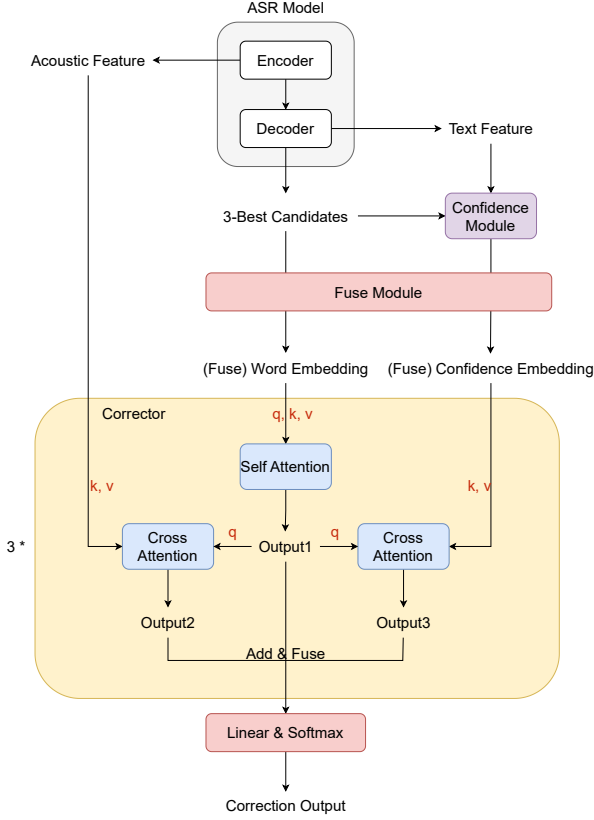 ASR Model
Encoder
Acoustic Feature
Decoder
Text Feature
3-Best Candidates
Confidence
Module
Fuse Module
(Fuse) Word Embedding
(Fuse) Confidence Embedding
Corrector
q, k, v
Self Attention
k, v
k, v
Cross
Attention
q
Output1
q
Cross
Attention
3 *
Output2
Output3
Add & Fuse
Linear & Softmax
Correction Output